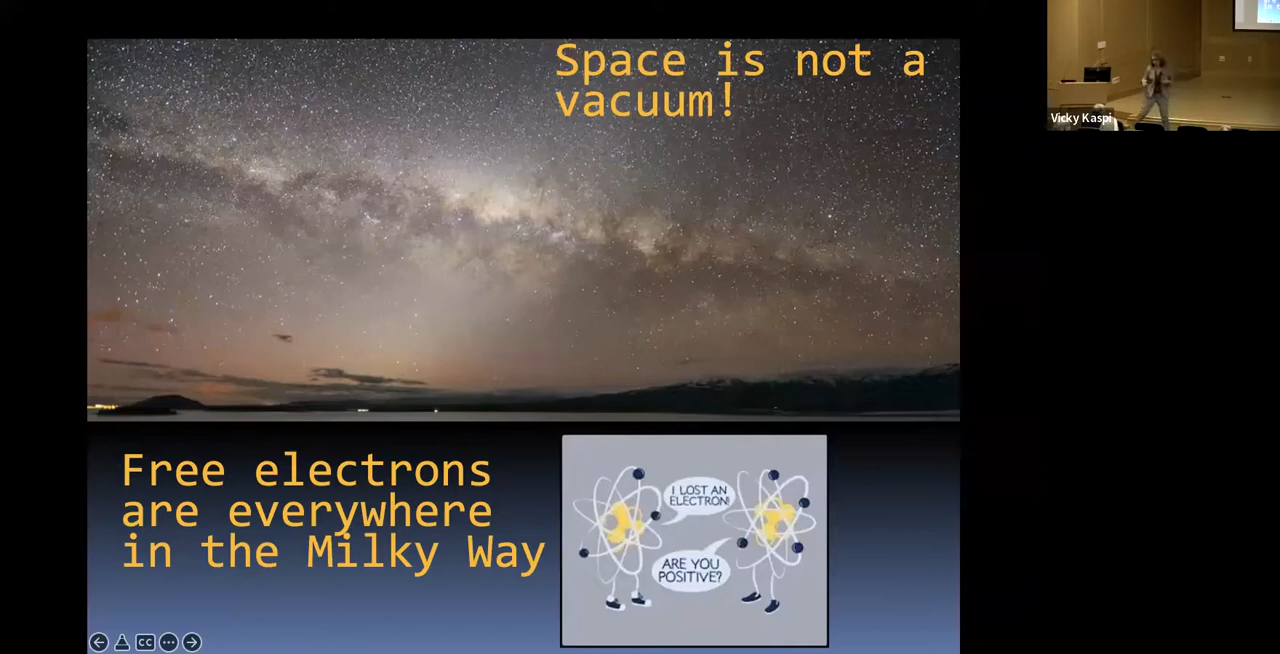 Space is not a
vacuum!
Vicky Kaspi
Free electrons
are everywhere
in the Milky Way
I LOST AN
ELECTRON!
ARE YOU
POSITIVE?
CC